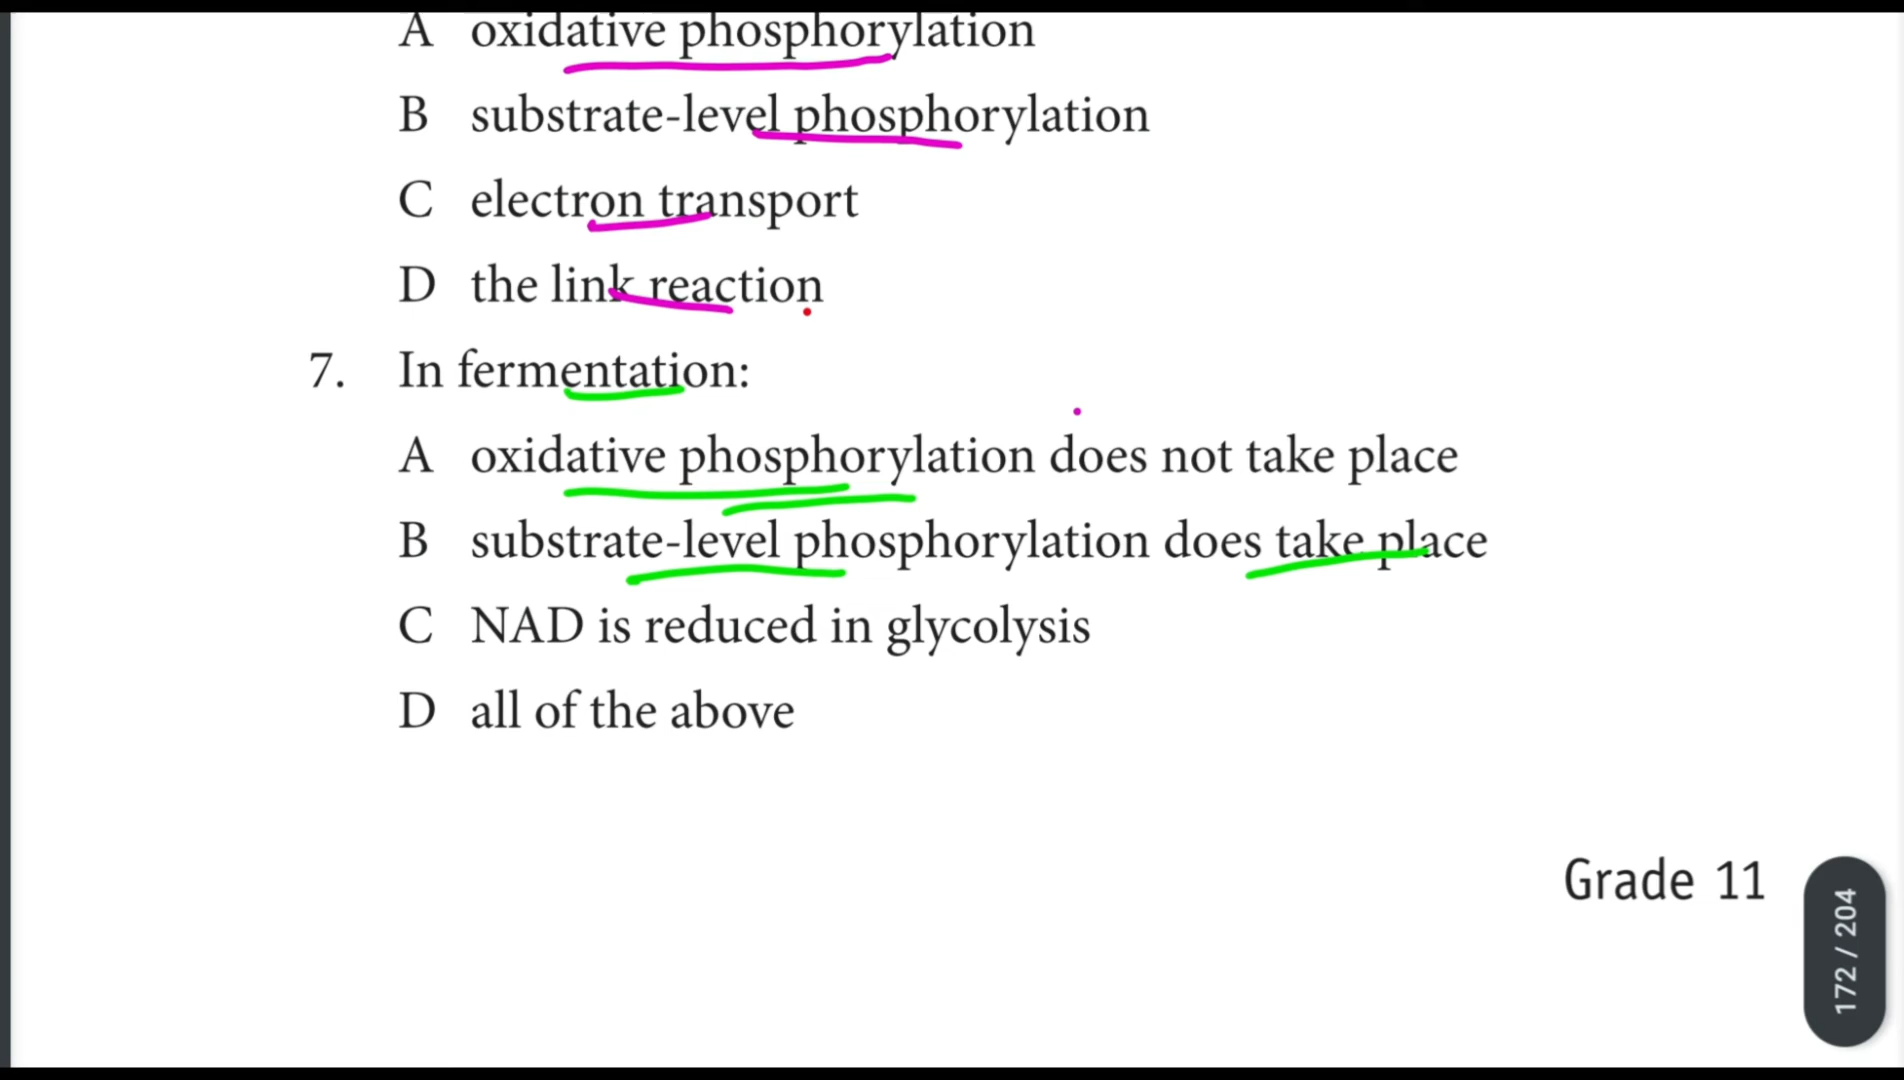 A oxidative phosphorylation
B substrate-level phosphorylation
C electron transport
D the link reaction
7. In fermentation:
A oxidative phosphorylation does not take place
B substrate-level phosphorylation does take place
C NAD is reduced in glycolysis
D all of the above
Grade 11
172 / 204